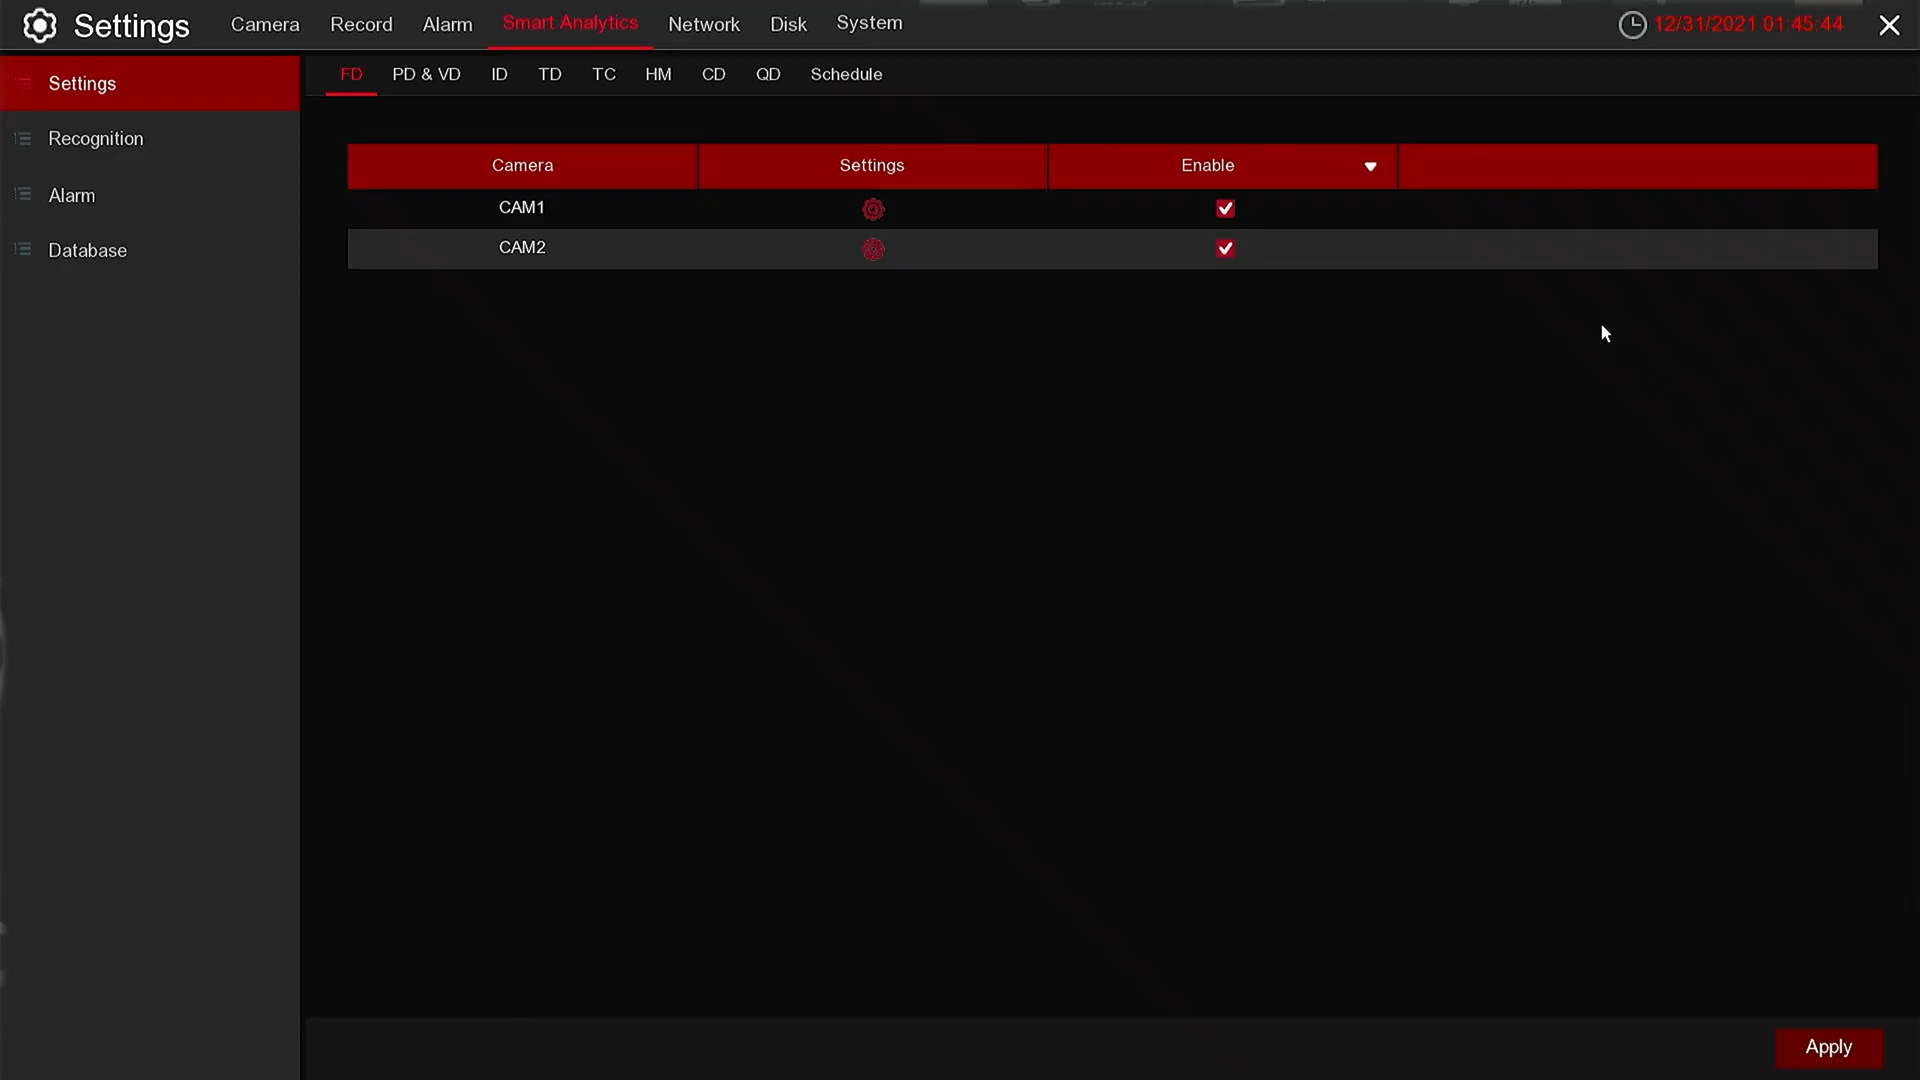 Settings Camera Record Alarm Smart Analytics Network Disk System 12/31/2021 01:45:44
Settings
Recognition
Alarm
Database
FD PD & VD ID TD TC HM CD QD Schedule
Camera Settings Enable
CAM1
CAM2
Apply